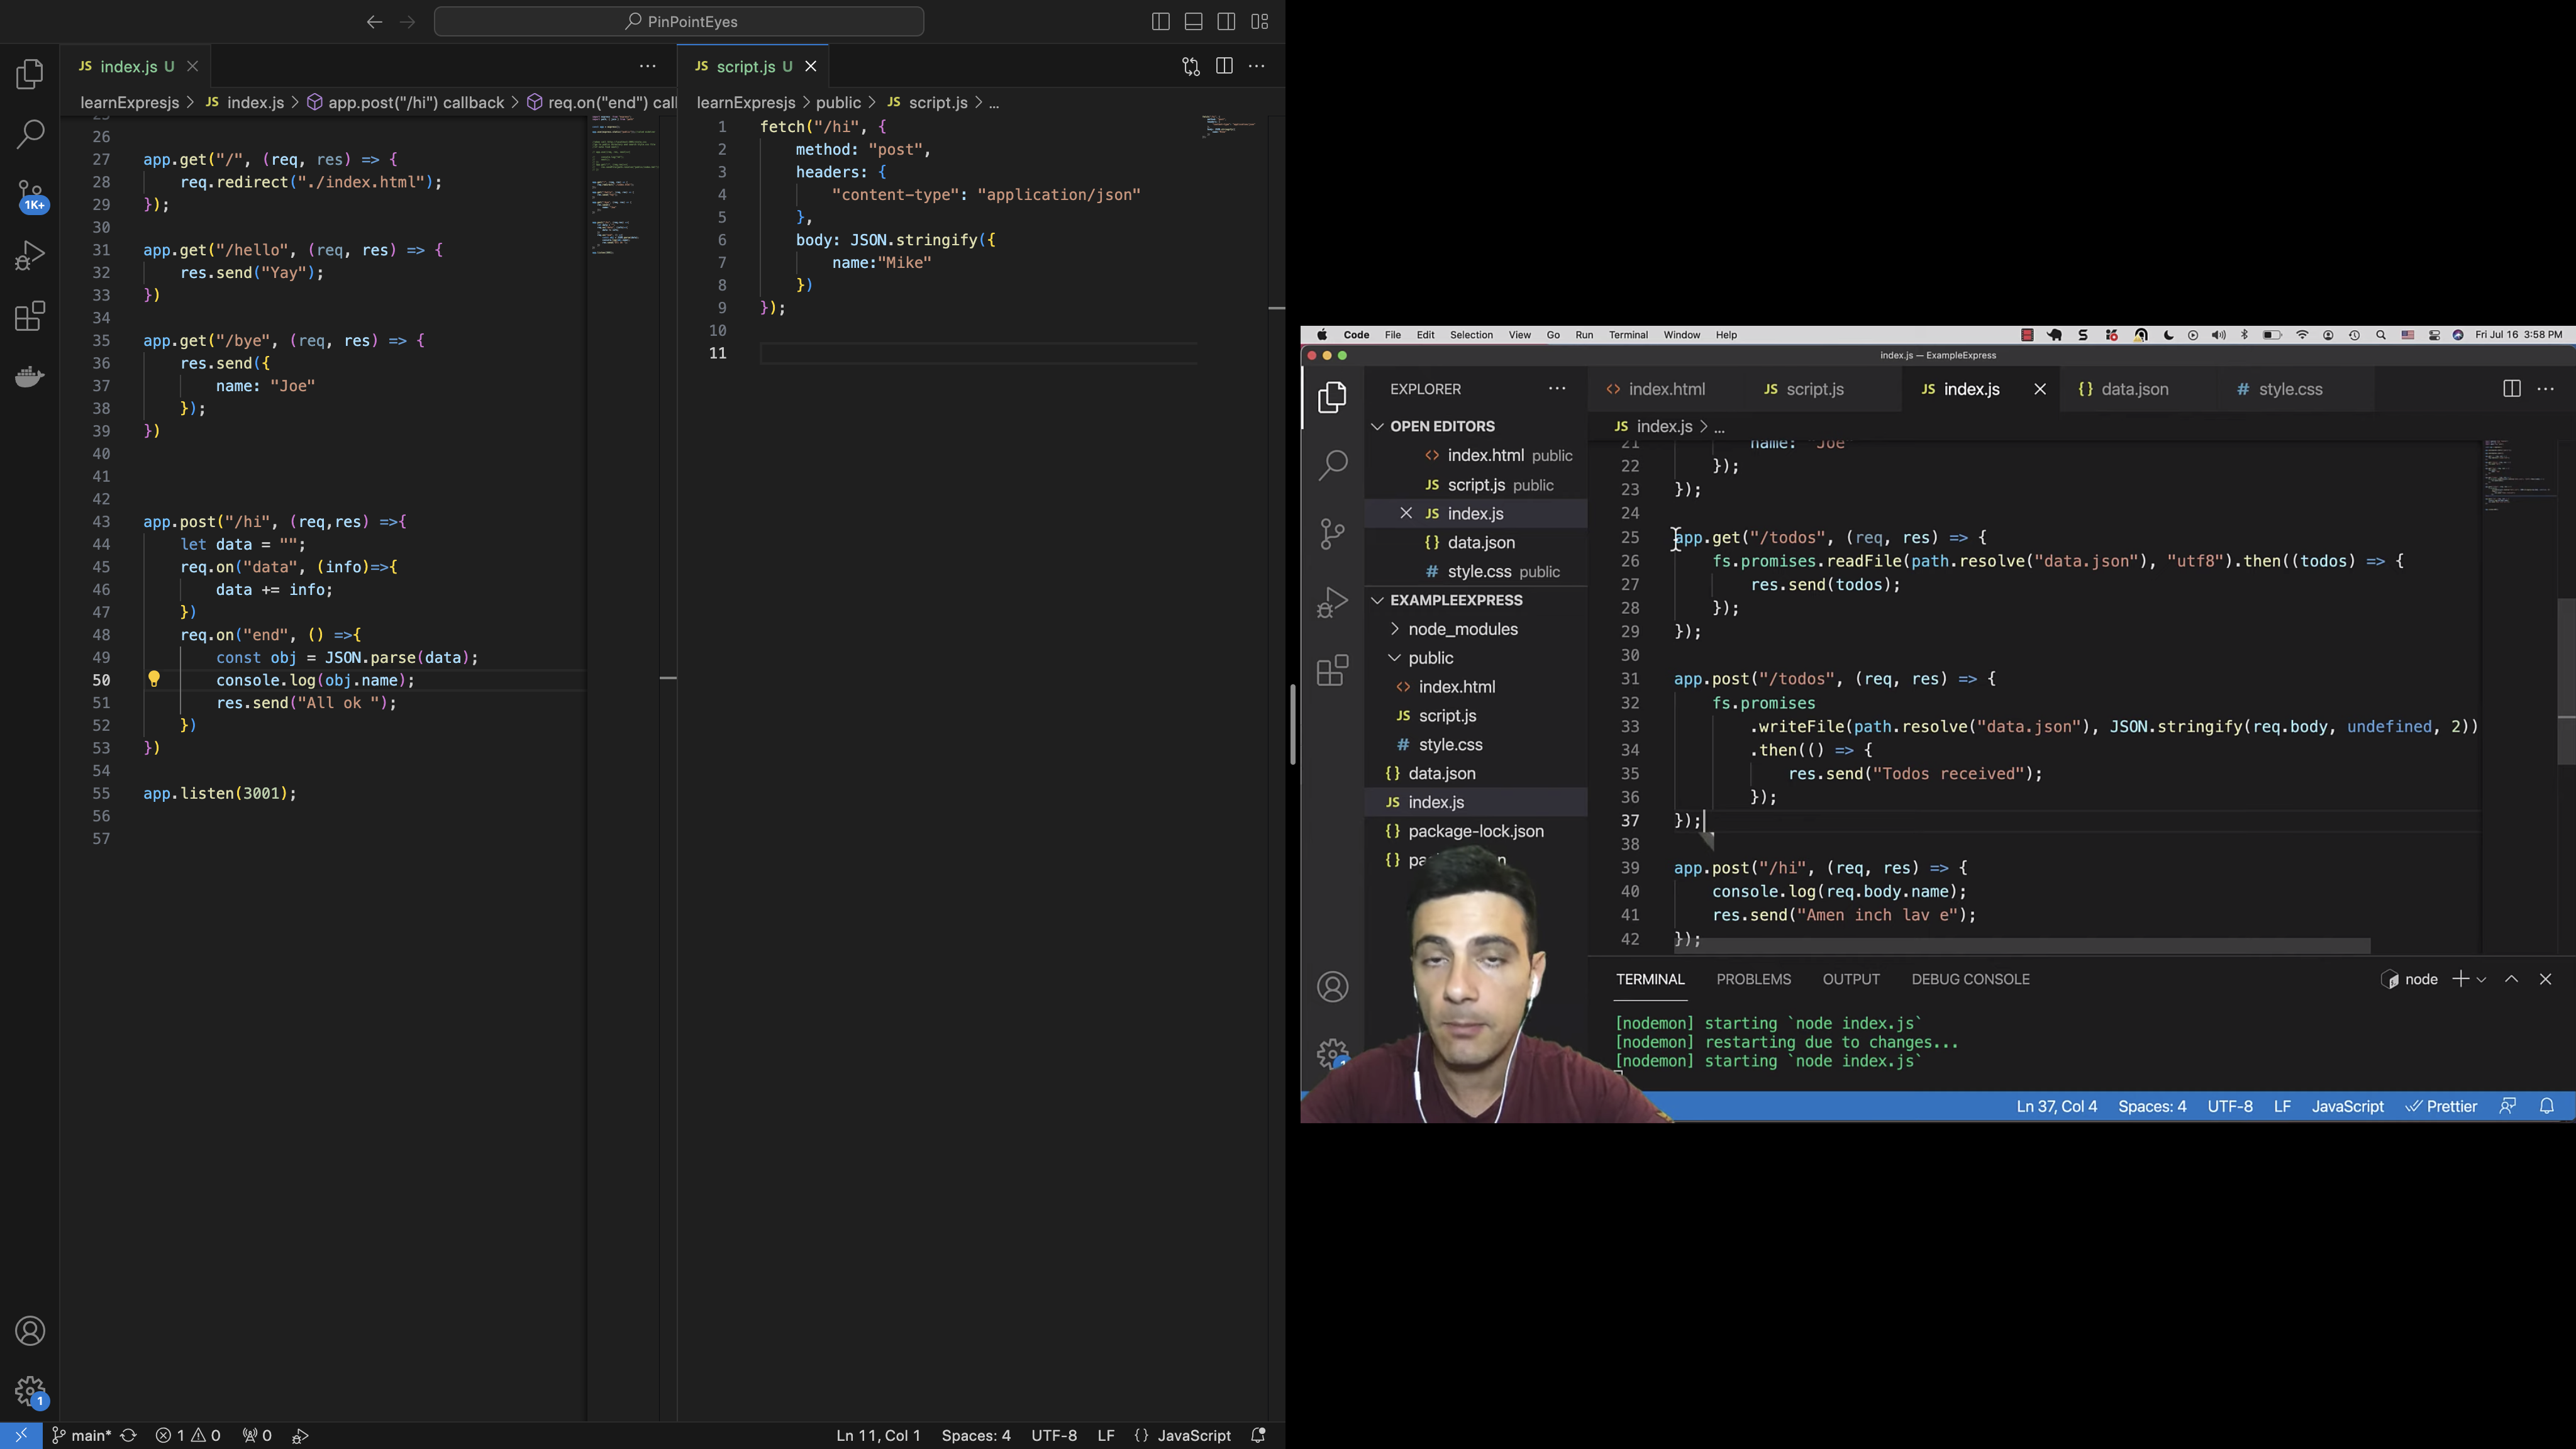 PinPointEyes
JS index.js U
JS script.js U
learnExpresjs > JS index.js > app.post("/hi") callback > req.on("end") call
learnExpresjs > public > JS script.js > ...
1K+
26
27 app.get("/", (req, res) => {
28 req.redirect("./index.html");
29 });
30
31 app.get("/hello", (req, res) => {
32 res.send("Yay");
33 })
34
35 app.get("/bye", (req, res) => {
36 res.send({
37 name: "Joe"
38 });
39 })
40
41
42
43 app.post("/hi", (req,res) =>{
44 let data = "";
45 req.on("data", (info)=>{
46 data += info;
47 })
48 req.on("end", () =>{
49 const obj = JSON.parse(data);
50 console.log(obj.name);
51 res.send("All ok ");
52 })
53 })
54
55 app.listen(3001);
56
57
1 fetch("/hi", {
2 method: "post",
3 headers: {
4 "content-type": "application/json"
5 },
6 body: JSON.stringify({
7 name:"Mike"
8 })
9 });
10
11
1
main* 1 0 0
Ln 11, Col 1 Spaces: 4 UTF-8 LF {} JavaScript
Code File Edit Selection View Go Run Terminal Window Help
Fri Jul 16 3:58 PM
index.js — ExampleExpress
EXPLORER
index.html
JS script.js
JS index.js
{} data.json
# style.css
OPEN EDITORS
index.html public
JS script.js public
JS index.js
{} data.json
# style.css public
EXAMPLEEXPRESS
node_modules
public
index.html
JS script.js
# style.css
{} data.json
JS index.js
{} package-lock.json
JS index.js > ...
21 name: "Joe"
22 });
23 });
24
25 app.get("/todos", (req, res) => {
26 fs.promises.readFile(path.resolve("data.json"), "utf8").then((todos) => {
27 res.send(todos);
28 });
29 });
30
31 app.post("/todos", (req, res) => {
32 fs.promises
33 .writeFile(path.resolve("data.json"), JSON.stringify(req.body, undefined, 2))
34 .then(() => {
35 res.send("Todos received");
36 });
37 });
38
39 app.post("/hi", (req, res) => {
40 console.log(req.body.name);
41 res.send("Amen inch lav e");
42 });
TERMINAL PROBLEMS OUTPUT DEBUG CONSOLE
node
[nodemon] starting `node index.js`
[nodemon] restarting due to changes...
[nodemon] starting `node index.js`
Ln 37, Col 4 Spaces: 4 UTF-8 LF JavaScript Prettier